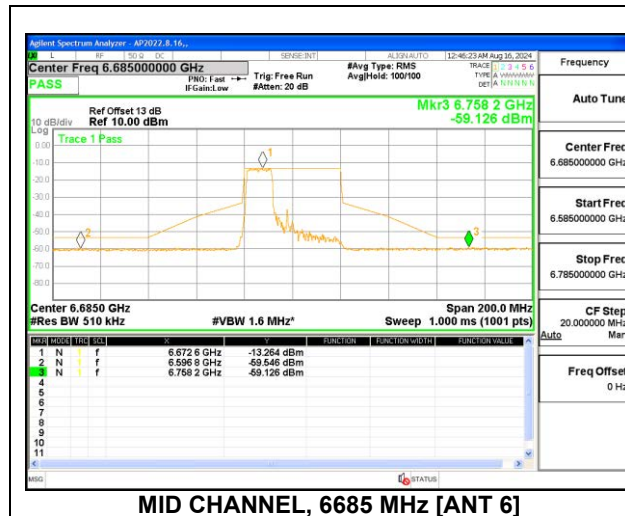 Agilent Spectrum Analyzer - AP2022.8.16,,
L RF 50 Ω DC SENSE:INT ALIGNAUTO 12:46:23 AM Aug 16, 2024
Center Freq 6.685000000 GHz #Avg Type: RMS TRACE 1 2 3 4 5 6
PASS PNO: Fast Trig: Free Run Avg|Hold: 100/100 TYPE A
IFGain:Low #Atten: 20 dB DET A N N N N N
Ref Offset 13 dB Mkr3 6.758 2 GHz
10 dB/div Ref 10.00 dBm -59.126 dBm
Log
Trace 1 Pass
0.00
-10.0
-20.0
-30.0
-40.0
-50.0
-60.0
-70.0
-80.0
1
2
3
Center 6.6850 GHz Span 200.0 MHz
#Res BW 510 kHz #VBW 1.6 MHz* Sweep 1.000 ms (1001 pts)
MKR MODE TRC SCL X Y FUNCTION FUNCTION WIDTH FUNCTION VALUE
1 N 1 f 6.672 6 GHz -13.264 dBm
2 N 1 f 6.596 8 GHz -59.546 dBm
3 N 1 f 6.758 2 GHz -59.126 dBm
4
5
6
7
8
9
10
11
MSG STATUS
Frequency
Auto Tune
Center Freq
6.685000000 GHz
Start Freq
6.585000000 GHz
Stop Freq
6.785000000 GHz
CF Step
20.000000 MHz
Auto Man
Freq Offset
0 Hz
MID CHANNEL, 6685 MHz [ANT 6]